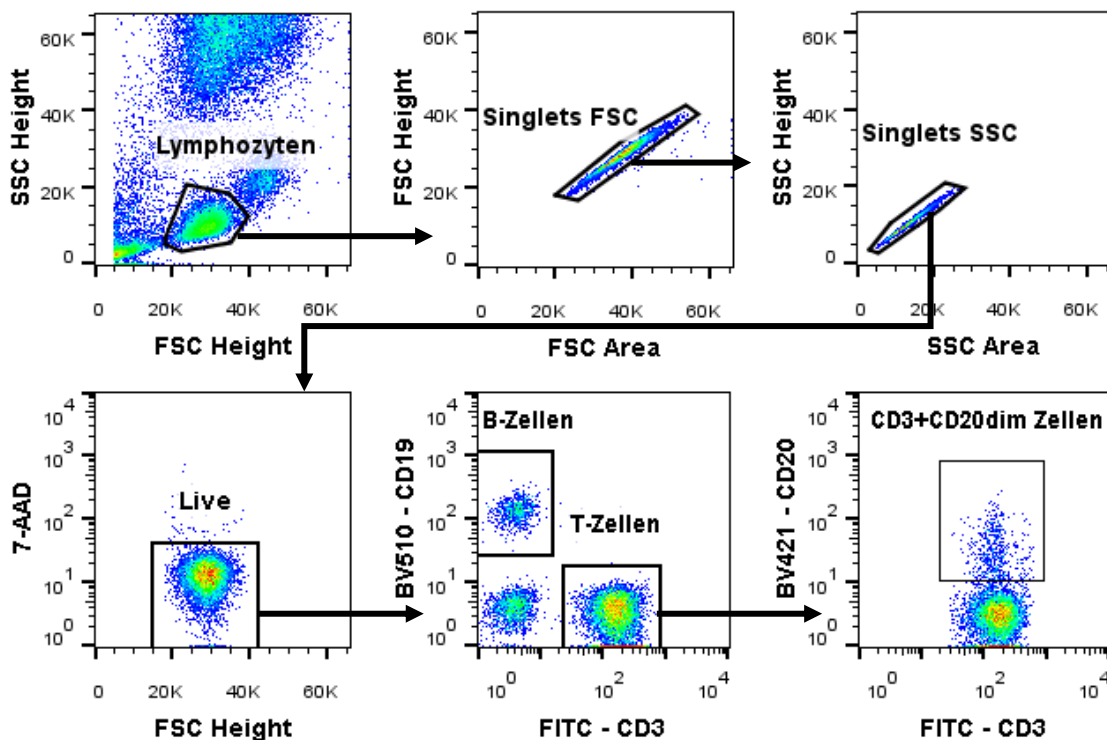 60K
40K
20K
0
SSC Height
Lymphozyten
0
20K
40K
60K
FSC Height
60K
40K
20K
0
FSC Height
Singlets FSC
0
20K
40K
60K
FSC Area
60K
40K
20K
0
SSC Height
Singlets SSC
0
20K
40K
60K
SSC Area
10^4
10^3
10^2
10^1
10^0
7-AAD
Live
0
20K
40K
60K
FSC Height
10^4
10^3
10^2
10^1
10^0
BV510 - CD19
B-Zellen
T-Zellen
10^0
10^2
10^4
FITC - CD3
10^4
10^3
10^2
10^1
10^0
BV421 - CD20
CD3+CD20dim Zellen
10^0
10^2
10^4
FITC - CD3